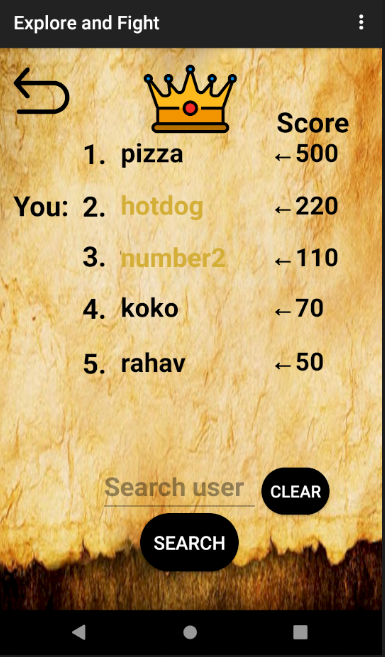 Explore and Fight
Score
1. pizza ←500
You: 2. hotdog ←220
3. number2 ←110
4. koko ←70
5. rahav ←50
Search user CLEAR
SEARCH